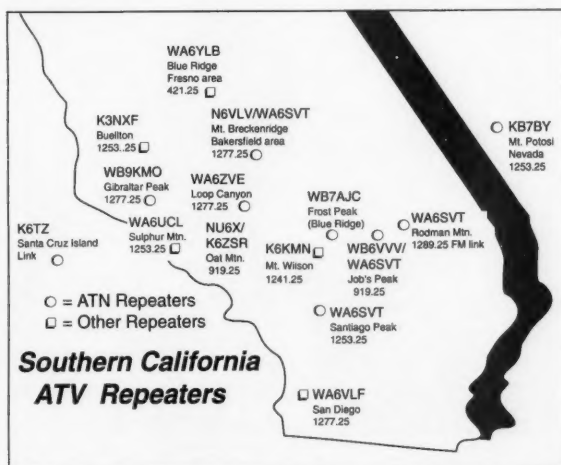 WA6YLB
Blue Ridge
Fresno area
421.25
K3NXF
Buellton
1253..25
N6VLV/WA6SVT
Mt. Breckenridge
Bakersfield area
1277.25
KB7BY
Mt. Potosi
Nevada
1253.25
WB9KMO
Gibraltar Peak
1277.25
WA6ZVE
Loop Canyon
1277.25
WB7AJC
Frost Peak
(Blue Ridge)
WA6SVT
Rodman Mtn.
1289.25 FM link
K6TZ
Santa Cruz Island
Link
WA6UCL
Sulphur Mtn.
1253.25
NU6X/
K6ZSR
Oat Mtn.
919.25
K6KMN
Mt. Wilson
1241.25
WB6VVV/
WA6SVT
Job's Peak
919.25
= ATN Repeaters
= Other Repeaters
WA6SVT
Santiago Peak
1253.25
Southern California
ATV Repeaters
WA6VLF
San Diego
1277.25